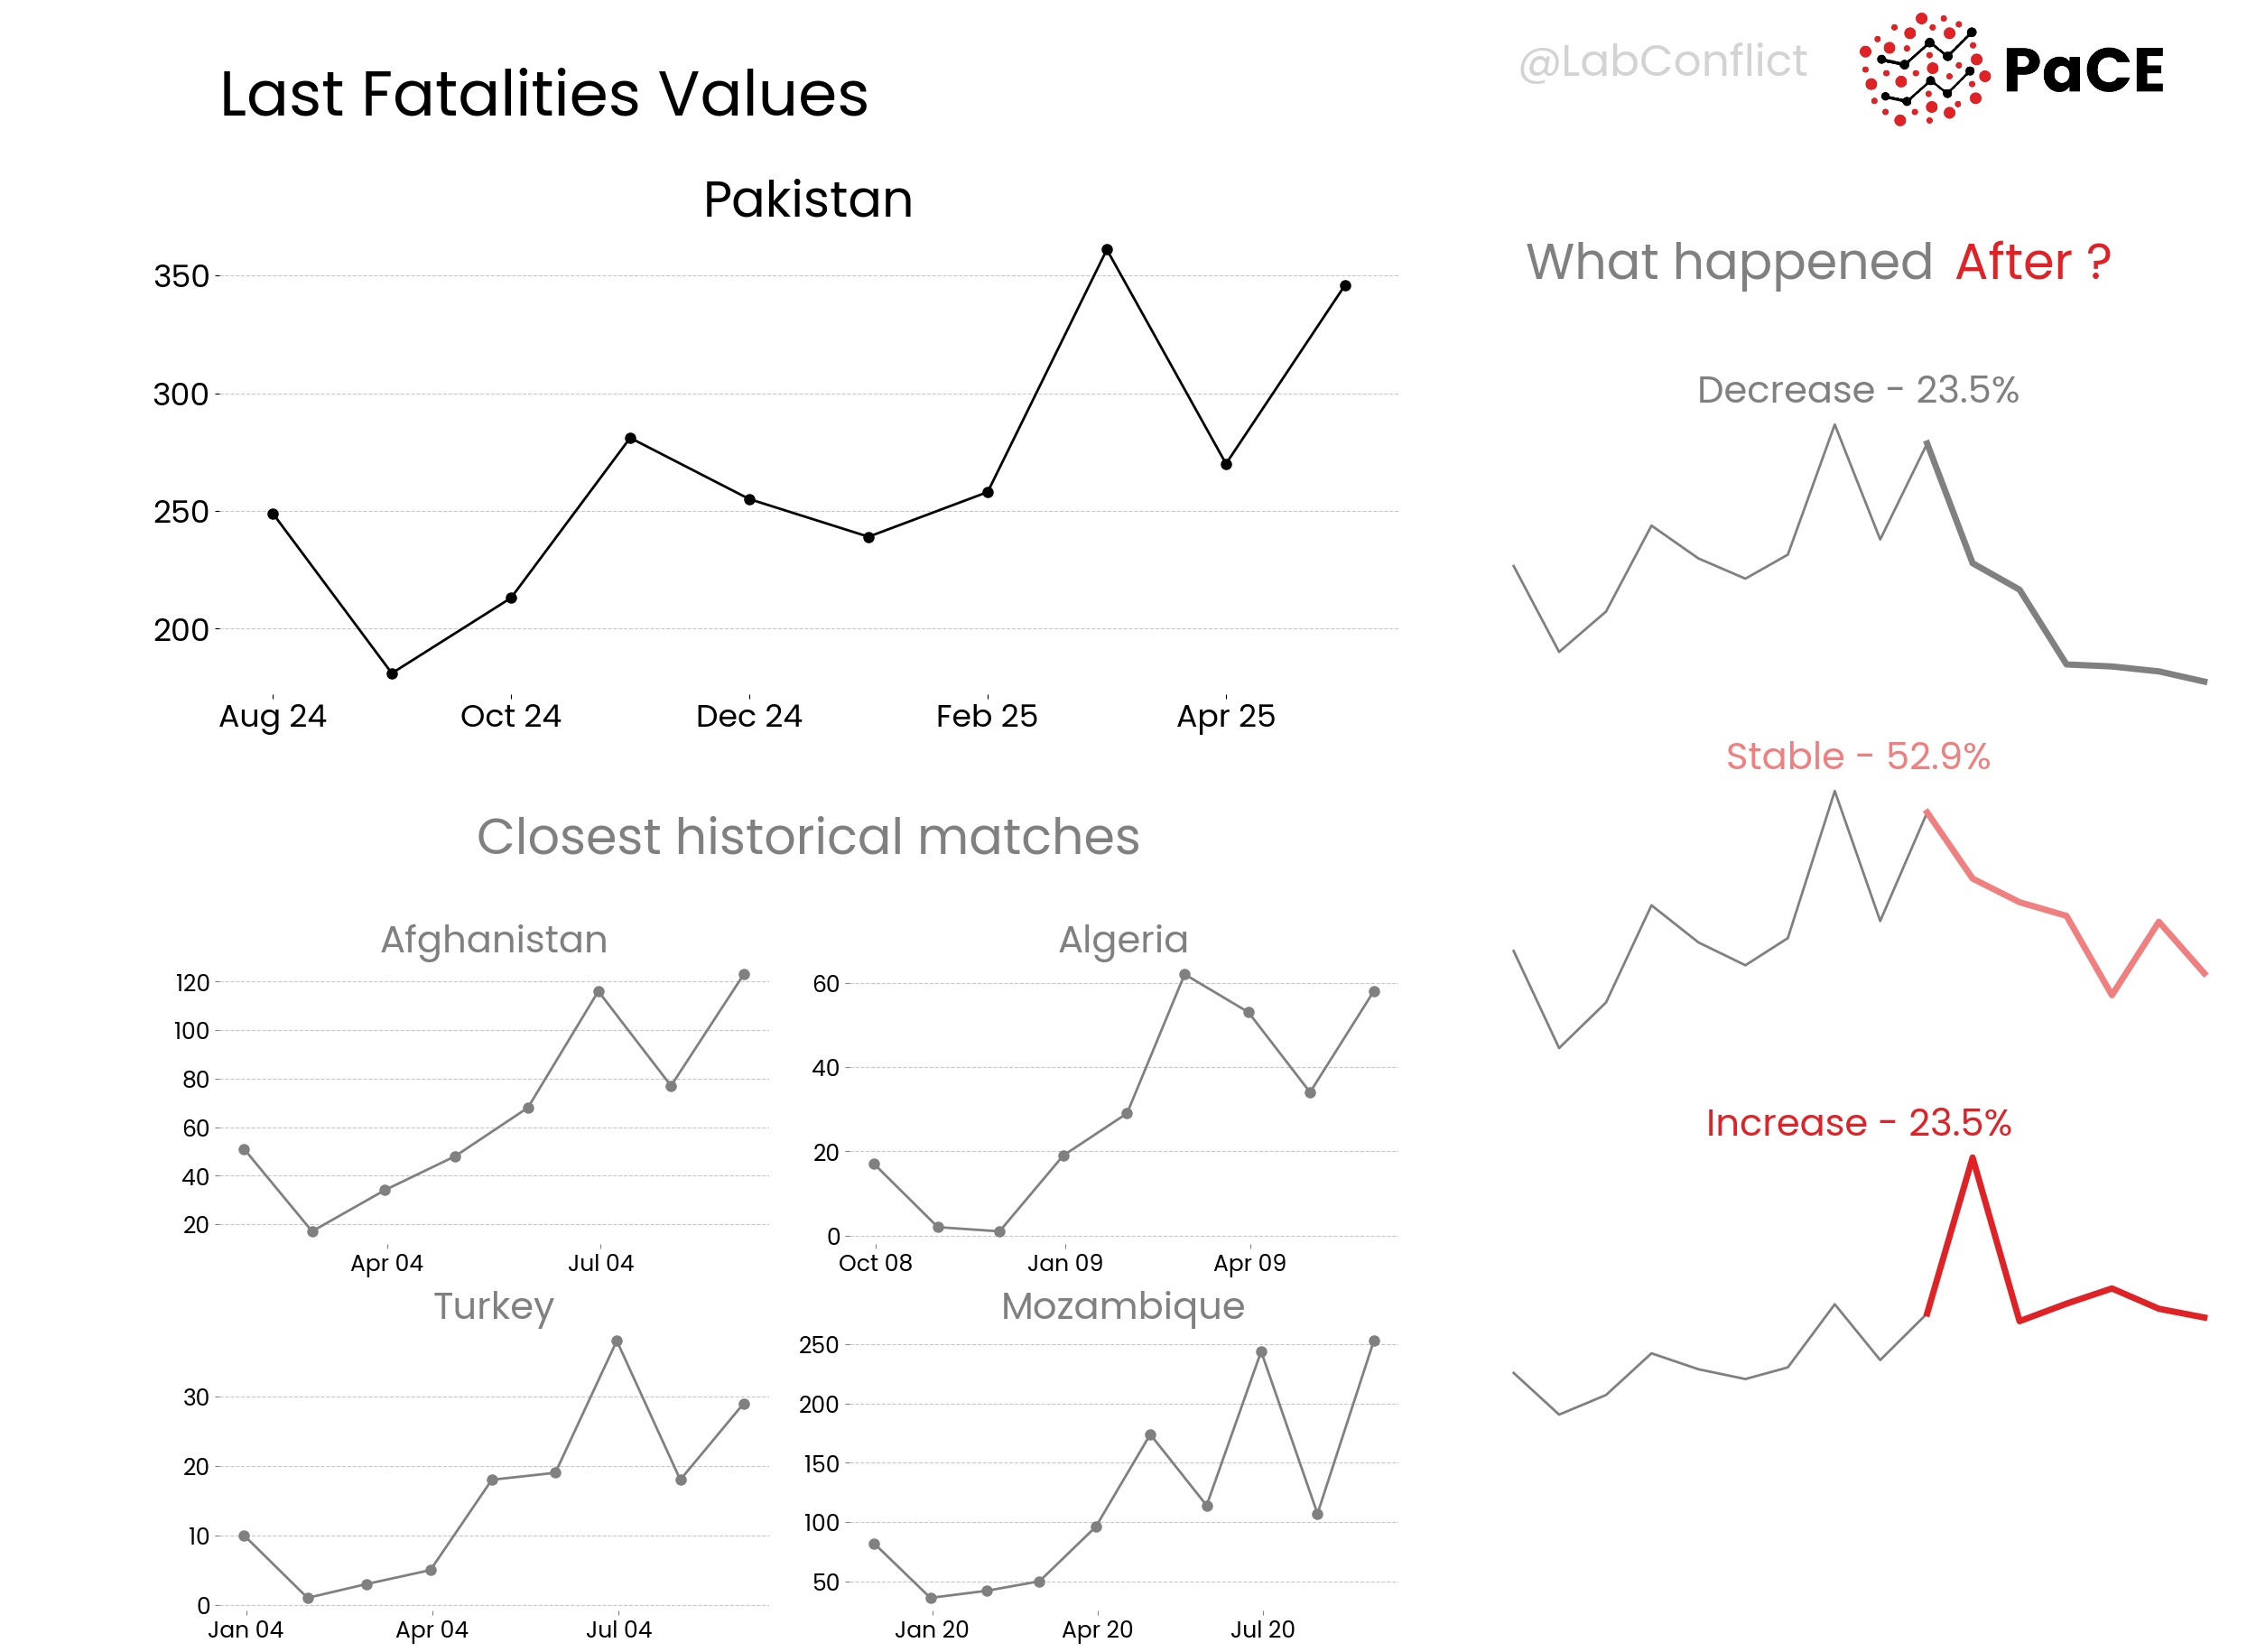 @LabConflict
PaCE
Last Fatalities Values
Pakistan
350
300
250
200
Aug 24 Oct 24 Dec 24 Feb 25 Apr 25
What happened After ?
Decrease - 23.5%
Stable - 52.9%
Increase - 23.5%
Closest historical matches
Afghanistan
120
100
80
60
40
20
Apr 04 Jul 04
Algeria
60
40
20
0
Oct 08 Jan 09 Apr 09
Turkey
30
20
10
0
Jan 04 Apr 04 Jul 04
Mozambique
250
200
150
100
50
Jan 20 Apr 20 Jul 20